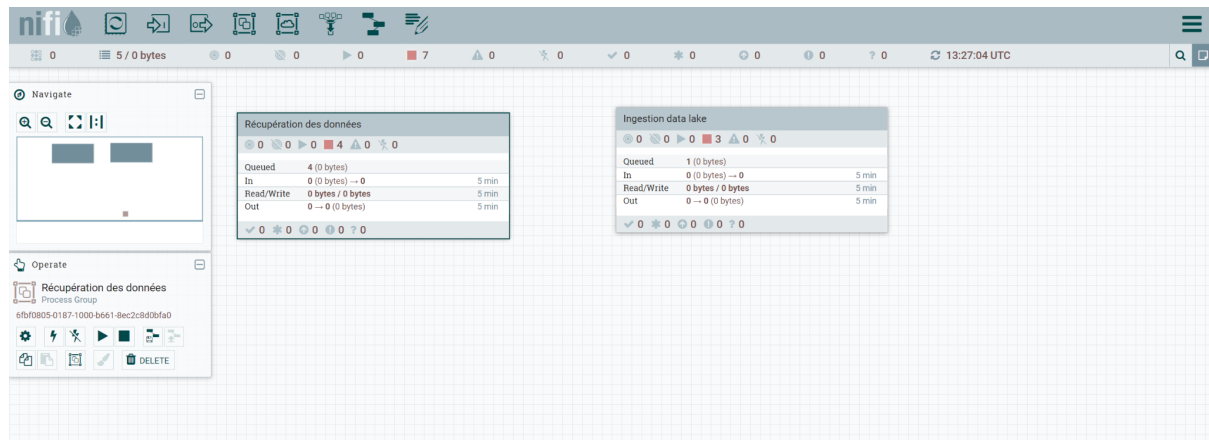 nifi
0 5 / 0 bytes 0 0 0 7 0 0 0 0 0 0 ? 0 13:27:04 UTC
Navigate
Operate
Récupération des données
Process Group
6fbf0805-0187-1000-b661-8ec2c8d0bfa0
DELETE
Récupération des données
0 0 0 4 0 0
Queued 4 (0 bytes)
In 0 (0 bytes) → 0 5 min
Read/Write 0 bytes / 0 bytes 5 min
Out 0 → 0 (0 bytes) 5 min
0 0 0 0 ? 0
Ingestion data lake
0 0 0 3 0 0
Queued 1 (0 bytes)
In 0 (0 bytes) → 0 5 min
Read/Write 0 bytes / 0 bytes 5 min
Out 0 → 0 (0 bytes) 5 min
0 0 0 0 ? 0